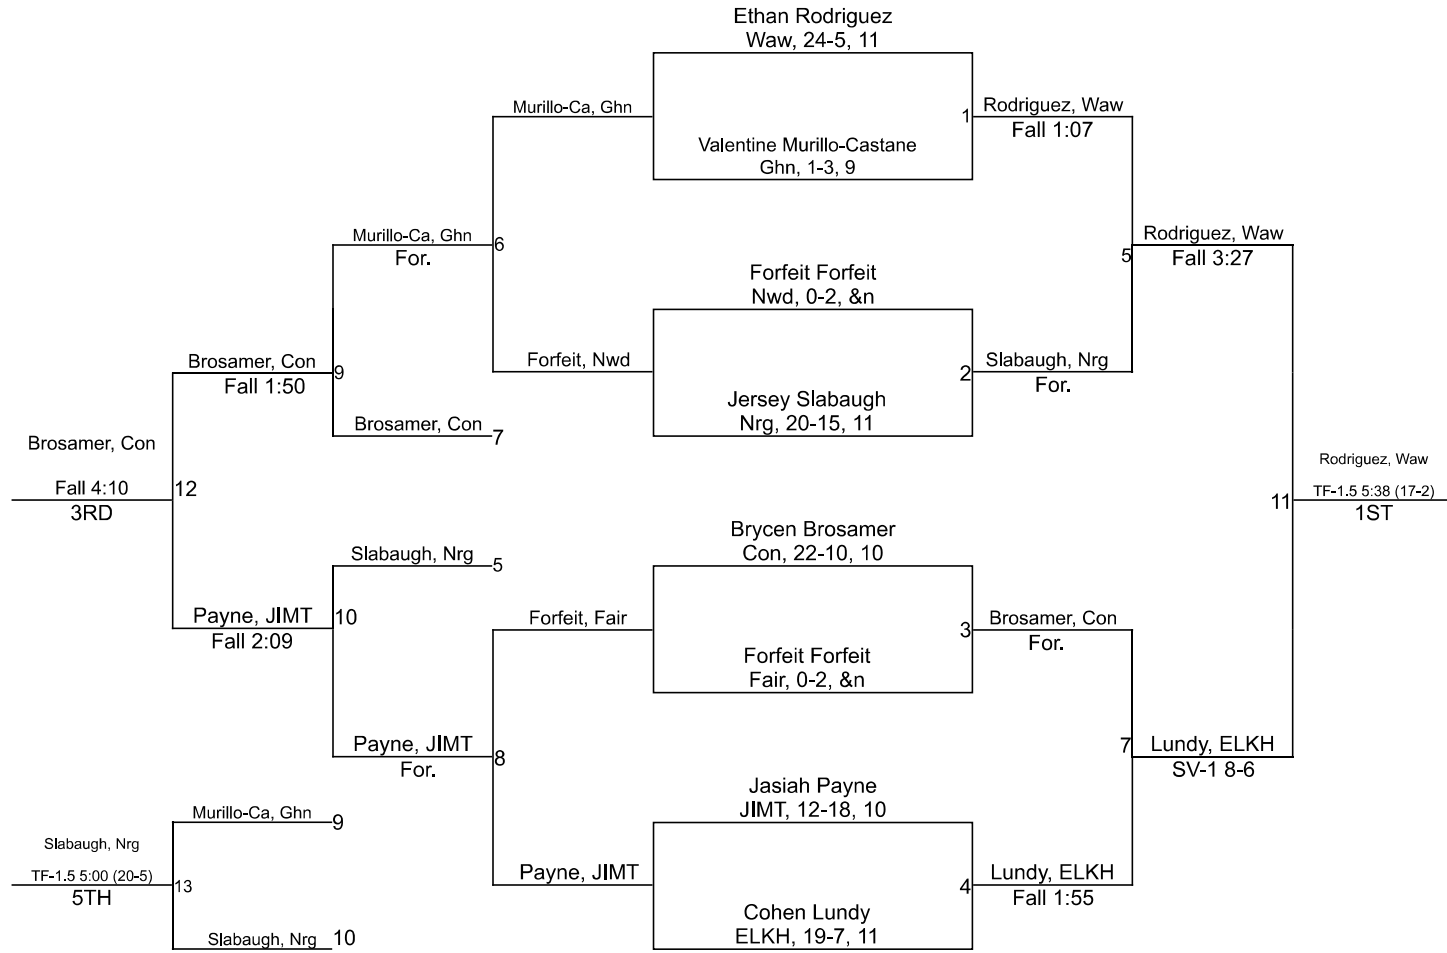 Ethan Rodriguez
Waw, 24-5, 11
Murillo-Ca, Ghn
1
Rodriguez, Waw
Fall 1:07
Valentine Murillo-Castane
Ghn, 1-3, 9
Murillo-Ca, Ghn
For.
6
Rodriguez, Waw
Fall 3:27
5
Forfeit Forfeit
Nwd, 0-2, &n
Brosamer, Con
Fall 1:50
9
Forfeit, Nwd
2
Slabaugh, Nrg
For.
Jersey Slabaugh
Nrg, 20-15, 11
Brosamer, Con
7
Brosamer, Con
Fall 4:10
3RD
12
11
Rodriguez, Waw
TF-1.5 5:38 (17-2)
1ST
Brycen Brosamer
Con, 22-10, 10
Slabaugh, Nrg
5
Payne, JIMT
Fall 2:09
10
Forfeit, Fair
3
Brosamer, Con
For.
Forfeit Forfeit
Fair, 0-2, &n
Payne, JIMT
For.
8
7
Lundy, ELKH
SV-1 8-6
Jasiah Payne
JIMT, 12-18, 10
Murillo-Ca, Ghn
9
Slabaugh, Nrg
TF-1.5 5:00 (20-5)
5TH
13
Payne, JIMT
4
Lundy, ELKH
Fall 1:55
Cohen Lundy
ELKH, 19-7, 11
Slabaugh, Nrg
10